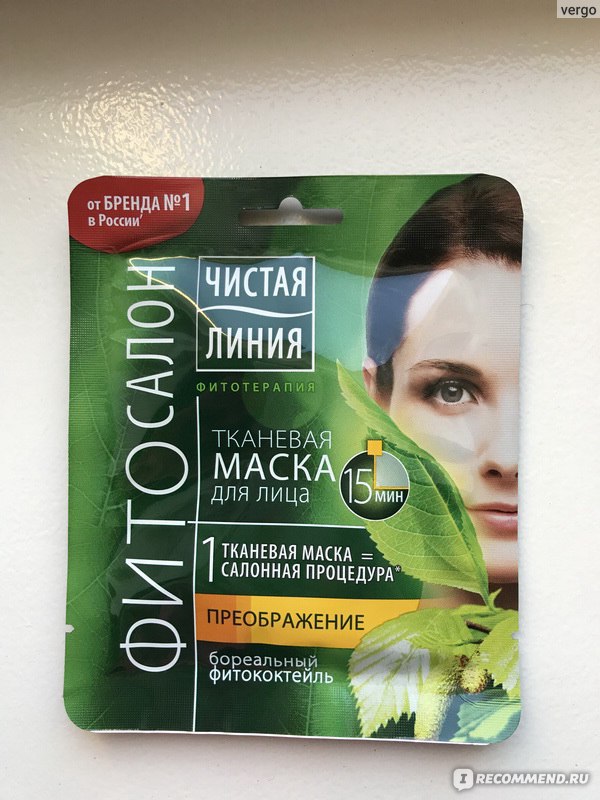 vergo
от БРЕНДА №1
в России
ФИТОСАЛОН
ЧИСТАЯ
ЛИНИЯ
ФИТОТЕРАПИЯ
ТКАНЕВАЯ
МАСКА
ДЛЯ ЛИЦА
15 МИН
1 ТКАНЕВАЯ МАСКА =
САЛОННАЯ ПРОЦЕДУРА*
ПРЕОБРАЖЕНИЕ
бореальный
фитококтейль
I RECOMMEND.RU